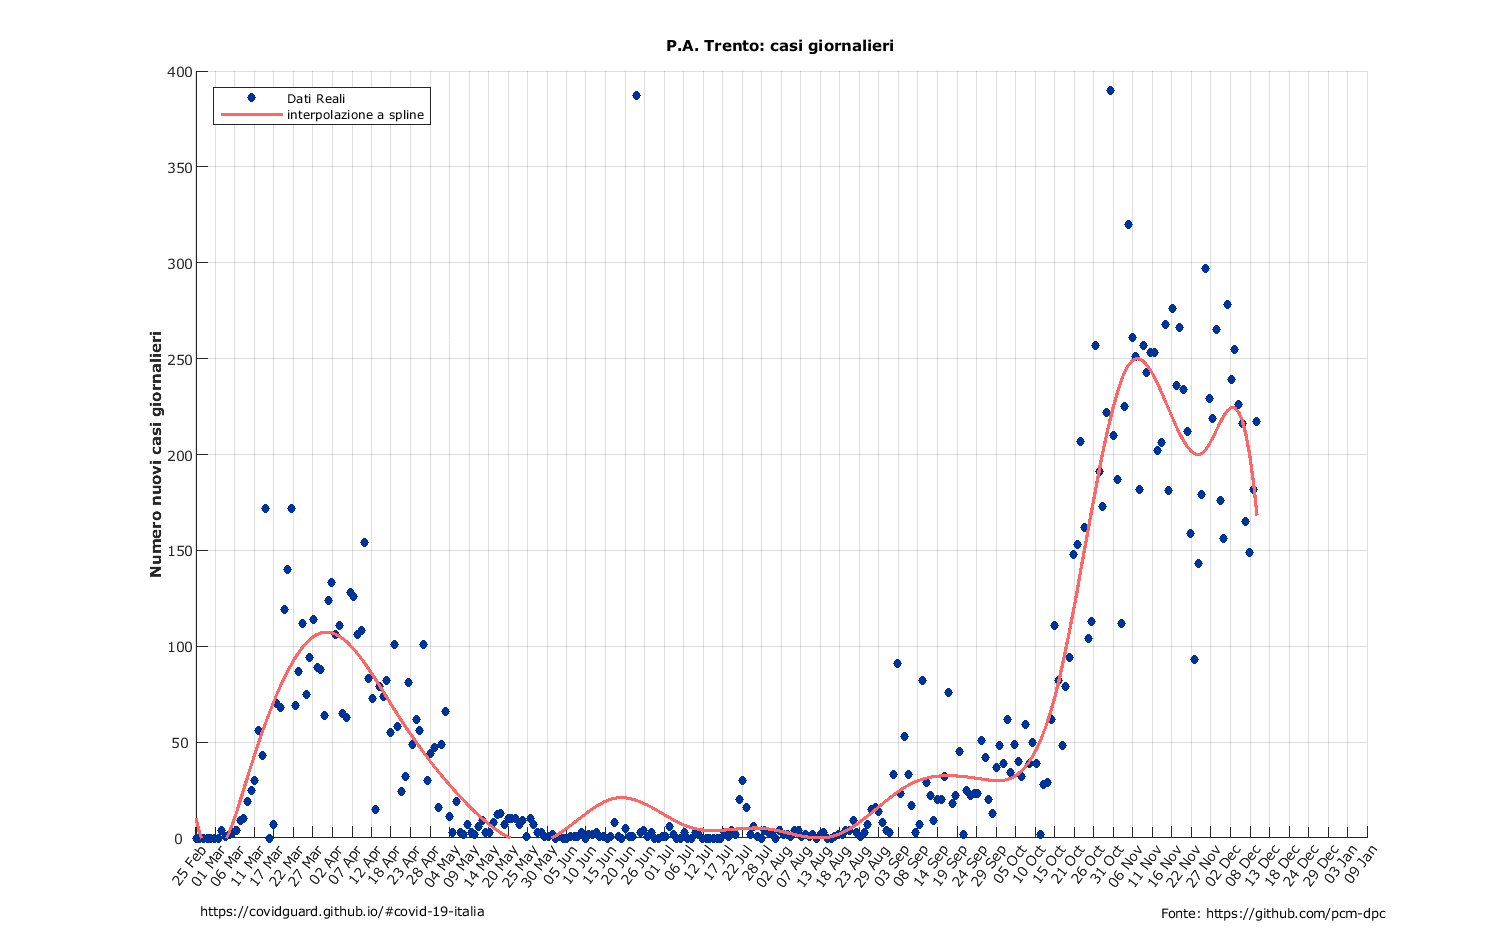 P.A. Trento: casi giornalieri
400
350
300
250
200
150
100
50
0
Dati Reali
interpolazione a spline
Numero nuovi casi giornalieri
25 Feb
01 Mar
06 Mar
11 Mar
17 Mar
22 Mar
27 Mar
02 Apr
07 Apr
12 Apr
18 Apr
23 Apr
28 Apr
04 May
09 May
14 May
20 May
25 May
30 May
05 Jun
10 Jun
15 Jun
20 Jun
26 Jun
01 Jul
06 Jul
12 Jul
17 Jul
22 Jul
28 Jul
02 Aug
07 Aug
13 Aug
18 Aug
23 Aug
29 Aug
03 Sep
08 Sep
14 Sep
19 Sep
24 Sep
29 Sep
05 Oct
10 Oct
15 Oct
21 Oct
26 Oct
31 Oct
06 Nov
11 Nov
16 Nov
22 Nov
27 Nov
02 Dec
08 Dec
13 Dec
18 Dec
24 Dec
29 Dec
03 Jan
09 Jan
https://covidguard.github.io/#covid-19-italia
Fonte: https://github.com/pcm-dpc